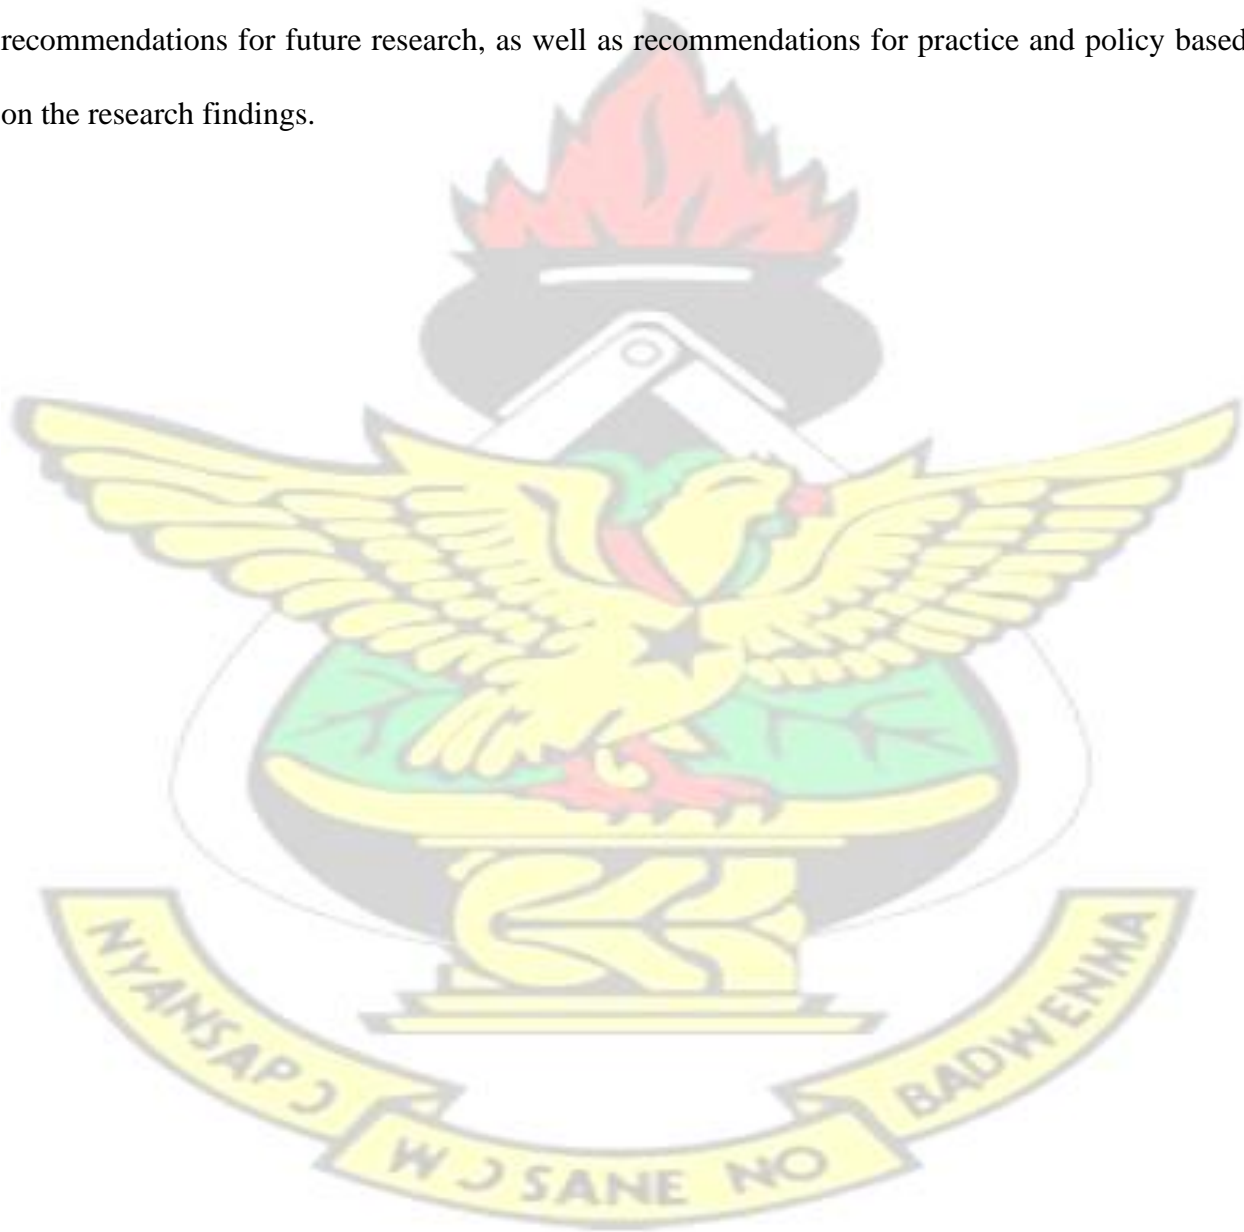 recommendations for future research, as well as recommendations for practice and policy based
on the research findings.
NYANSAPƆ
WƆSANE NO
BADWENMA